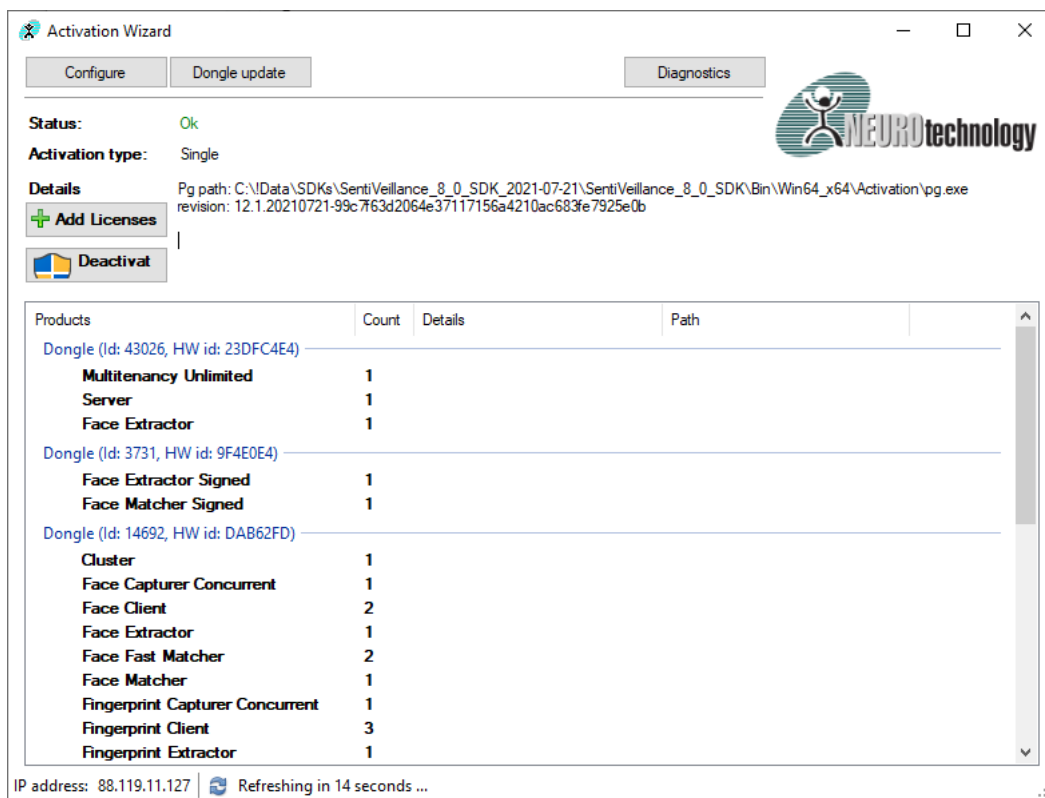 Activation Wizard
Configure Dongle update Diagnostics
NEUROtechnology
Status: Ok
Activation type: Single
Details Pg path: C:\!Data\SDKs\SentiVeillance_8_0_SDK_2021-07-21\SentiVeillance_8_0_SDK\Bin\Win64_x64\Activation\pg.exe
revision: 12.1.20210721-99c7f63d2064e37117156a4210ac683fe7925e0b
Add Licenses
Deactivat
Products Count Details Path
Dongle (Id: 43026, HW id: 23DFC4E4)
Multitenancy Unlimited 1
Server 1
Face Extractor 1
Dongle (Id: 3731, HW id: 9F4E0E4)
Face Extractor Signed 1
Face Matcher Signed 1
Dongle (Id: 14692, HW id: DAB62FD)
Cluster 1
Face Capturer Concurrent 1
Face Client 2
Face Extractor 1
Face Fast Matcher 2
Face Matcher 1
Fingerprint Capturer Concurrent 1
Fingerprint Client 3
Fingerprint Extractor 1
IP address: 88.119.11.127 Refreshing in 14 seconds ...